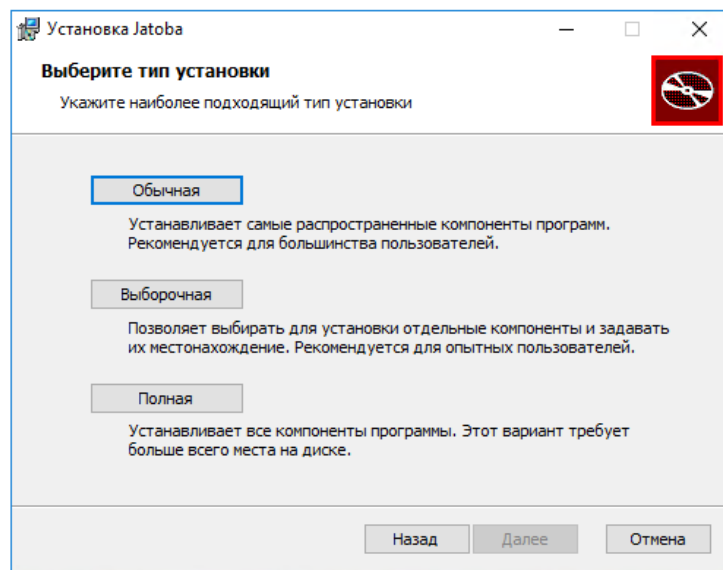 Установка Jatoba
Выберите тип установки
Укажите наиболее подходящий тип установки
Обычная
Устанавливает самые распространенные компоненты программ.
Рекомендуется для большинства пользователей.
Выборочная
Позволяет выбирать для установки отдельные компоненты и задавать
их местонахождение. Рекомендуется для опытных пользователей.
Полная
Устанавливает все компоненты программы. Этот вариант требует
больше всего места на диске.
Назад
Далее
Отмена